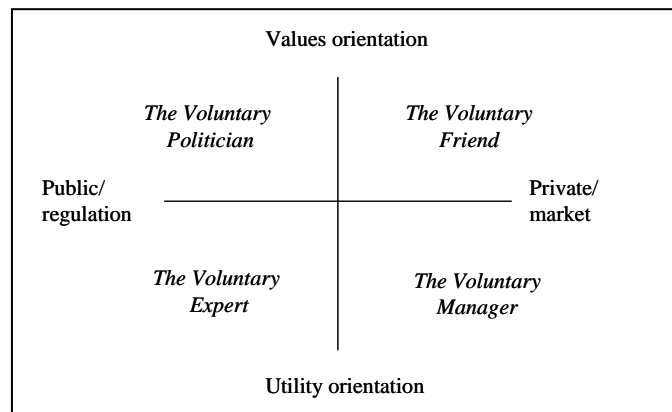 Values orientation
The Voluntary
Politician
The Voluntary
Friend
Public/
regulation
Private/
market
The Voluntary
Expert
The Voluntary
Manager
Utility orientation